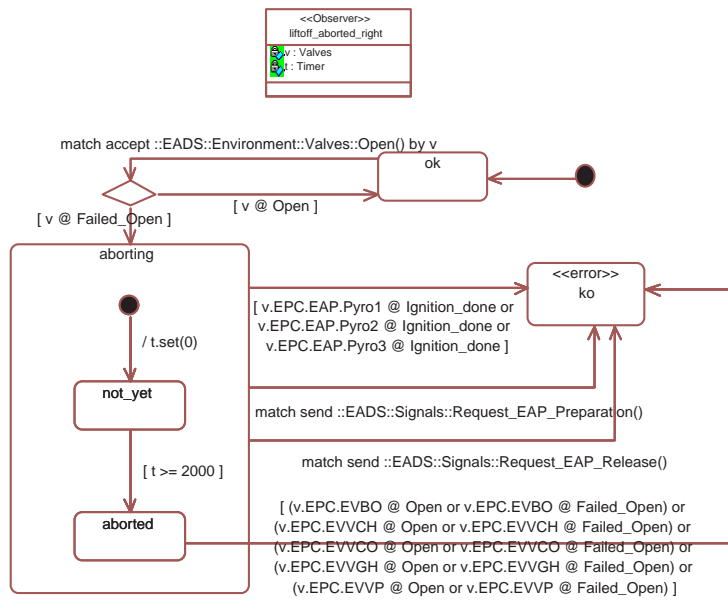 <<Observer>>
liftoff_aborted_right
v : Valves
t : Timer
match accept ::EADS::Environment::Valves::Open() by v
ok
[ v @ Open ]
[ v @ Failed_Open ]
aborting
<<error>>
ko
[ v.EPC.EAP.Pyro1 @ Ignition_done or
v.EPC.EAP.Pyro2 @ Ignition_done or
v.EPC.EAP.Pyro3 @ Ignition_done ]
/ t.set(0)
not_yet
match send ::EADS::Signals::Request_EAP_Preparation()
match send ::EADS::Signals::Request_EAP_Release()
[ t >= 2000 ]
aborted
[ (v.EPC.EVBO @ Open or v.EPC.EVBO @ Failed_Open) or
(v.EPC.EVVCH @ Open or v.EPC.EVVCH @ Failed_Open) or
(v.EPC.EVVCO @ Open or v.EPC.EVVCO @ Failed_Open) or
(v.EPC.EVVGH @ Open or v.EPC.EVVGH @ Failed_Open) or
(v.EPC.EVVP @ Open or v.EPC.EVVP @ Failed_Open) ]